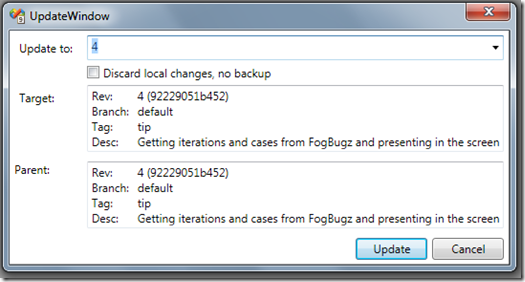 UpdateWindow
Update to: 4
Discard local changes, no backup
Target:
Rev: 4 (92229051b452)
Branch: default
Tag: tip
Desc: Getting iterations and cases from FogBugz and presenting in the screen
Parent:
Rev: 4 (92229051b452)
Branch: default
Tag: tip
Desc: Getting iterations and cases from FogBugz and presenting in the screen
Update Cancel